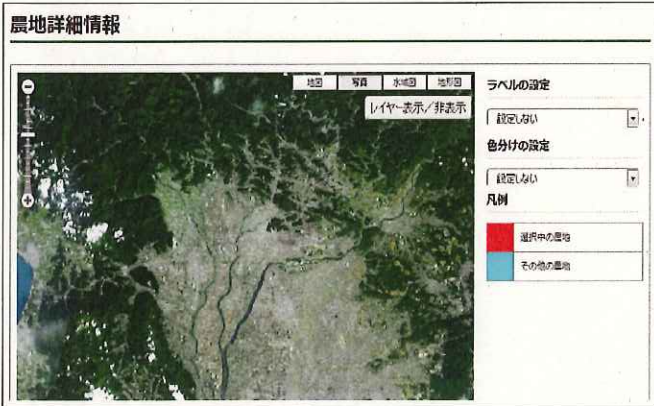 農地詳細情報
地図 写真 水域図 地形図
レイヤー表示/非表示
ラベルの設定
設定しない
色分けの設定
設定しない
凡例
選択中の農地
その他の農地